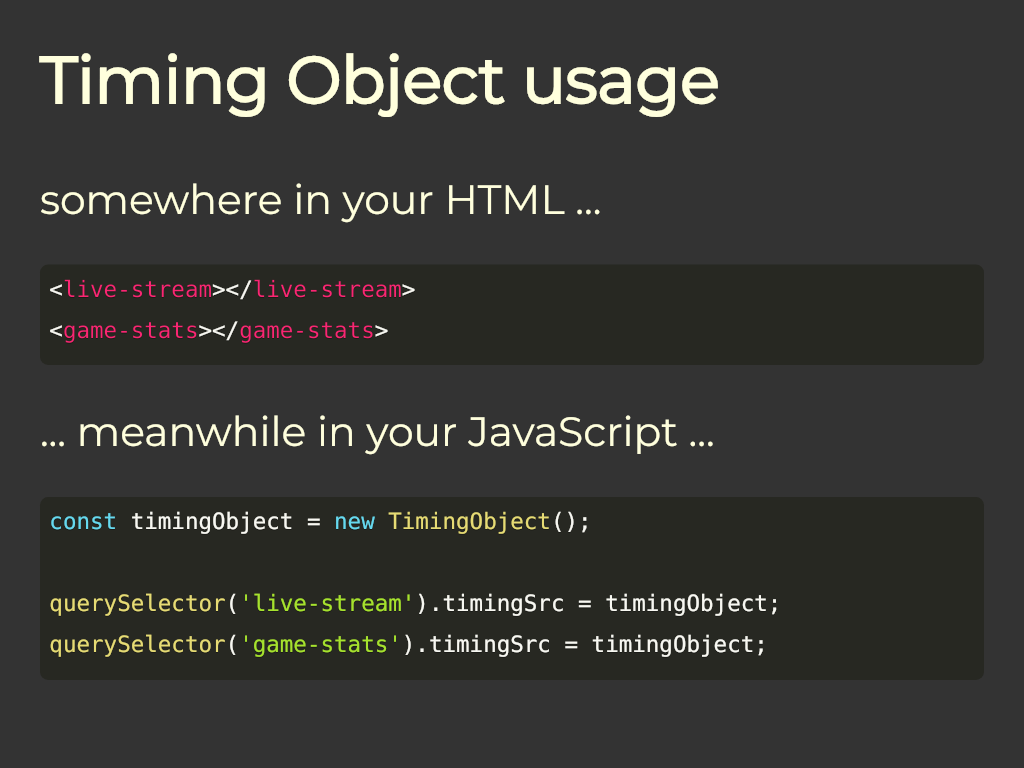 Timing Object usage
somewhere in your HTML ...
<live-stream></live-stream>
<game-stats></game-stats>
... meanwhile in your JavaScript ...
const timingObject = new TimingObject();
querySelector('live-stream').timingSrc = timingObject;
querySelector('game-stats').timingSrc = timingObject;